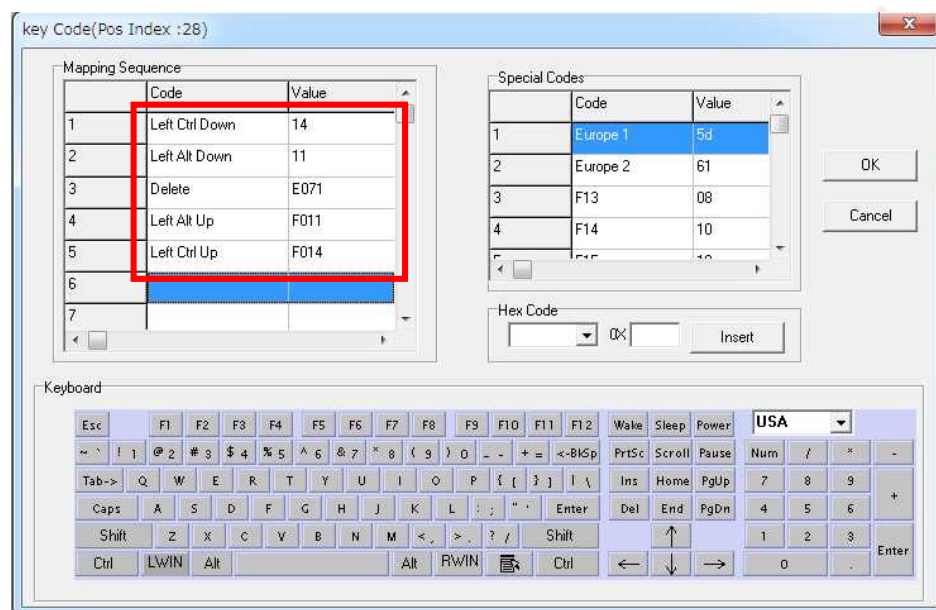 key Code(Pos Index :28)
Mapping Sequence
Code Value
1 Left Ctrl Down 14
2 Left Alt Down 11
3 Delete E071
4 Left Alt Up F011
5 Left Ctrl Up F014
6
7
Special Codes
Code Value
1 Europe 1 5d
2 Europe 2 61
3 F13 08
4 F14 10
OK
Cancel
Hex Code
0X
Insert
Keyboard
Esc F1 F2 F3 F4 F5 F6 F7 F8 F9 F10 F11 F12 Wake Sleep Power USA
~ ` ! 1 @ 2 # 3 $ 4 % 5 ^ 6 & 7 * 8 ( 9 ) 0 _ - + = <-BkSp PrtSc Scroll Pause Num / * -
Tab-> Q W E R T Y U I O P { [ } ] | \ Ins Home PgUp 7 8 9 +
Caps A S D F G H J K L : ; " ' Enter Del End PgDn 4 5 6
Shift Z X C V B N M < , > . ? / Shift ↑ 1 2 3 Enter
Ctrl LWIN Alt Alt RWIN Ctrl ← ↓ → 0 .